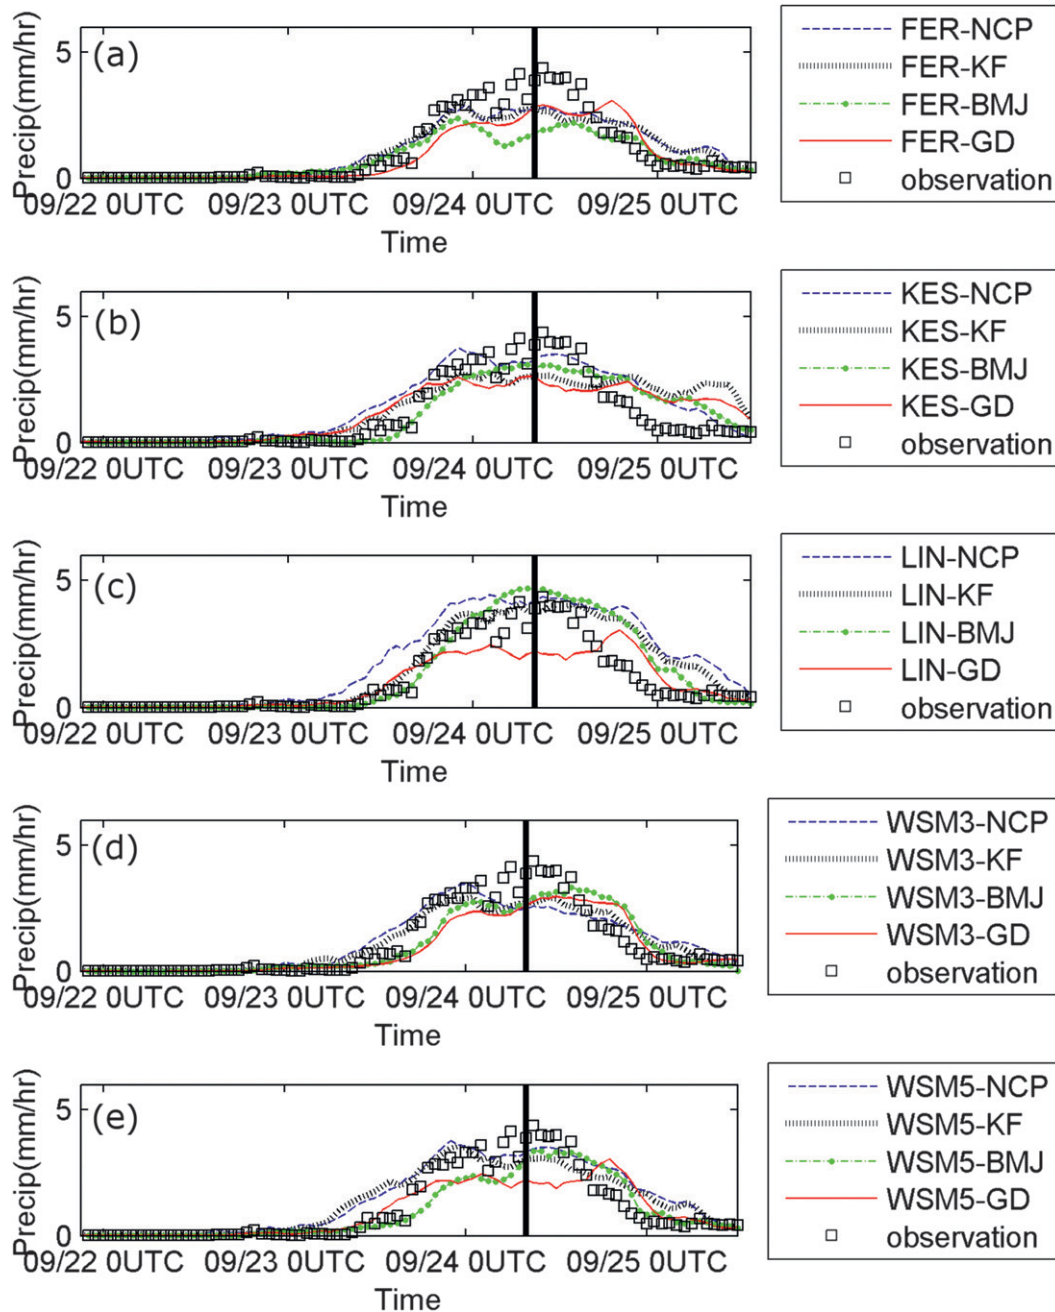 (a)
Precip(mm/hr)
5
0
09/22 0UTC 09/23 0UTC 09/24 0UTC 09/25 0UTC
Time
FER-NCP
FER-KF
FER-BMJ
FER-GD
observation
(b)
Precip(mm/hr)
5
0
09/22 0UTC 09/23 0UTC 09/24 0UTC 09/25 0UTC
Time
KES-NCP
KES-KF
KES-BMJ
KES-GD
observation
(c)
Precip(mm/hr)
5
0
09/22 0UTC 09/23 0UTC 09/24 0UTC 09/25 0UTC
Time
LIN-NCP
LIN-KF
LIN-BMJ
LIN-GD
observation
(d)
Precip(mm/hr)
5
0
09/22 0UTC 09/23 0UTC 09/24 0UTC 09/25 0UTC
Time
WSM3-NCP
WSM3-KF
WSM3-BMJ
WSM3-GD
observation
(e)
Precip(mm/hr)
5
0
09/22 0UTC 09/23 0UTC 09/24 0UTC 09/25 0UTC
Time
WSM5-NCP
WSM5-KF
WSM5-BMJ
WSM5-GD
observation